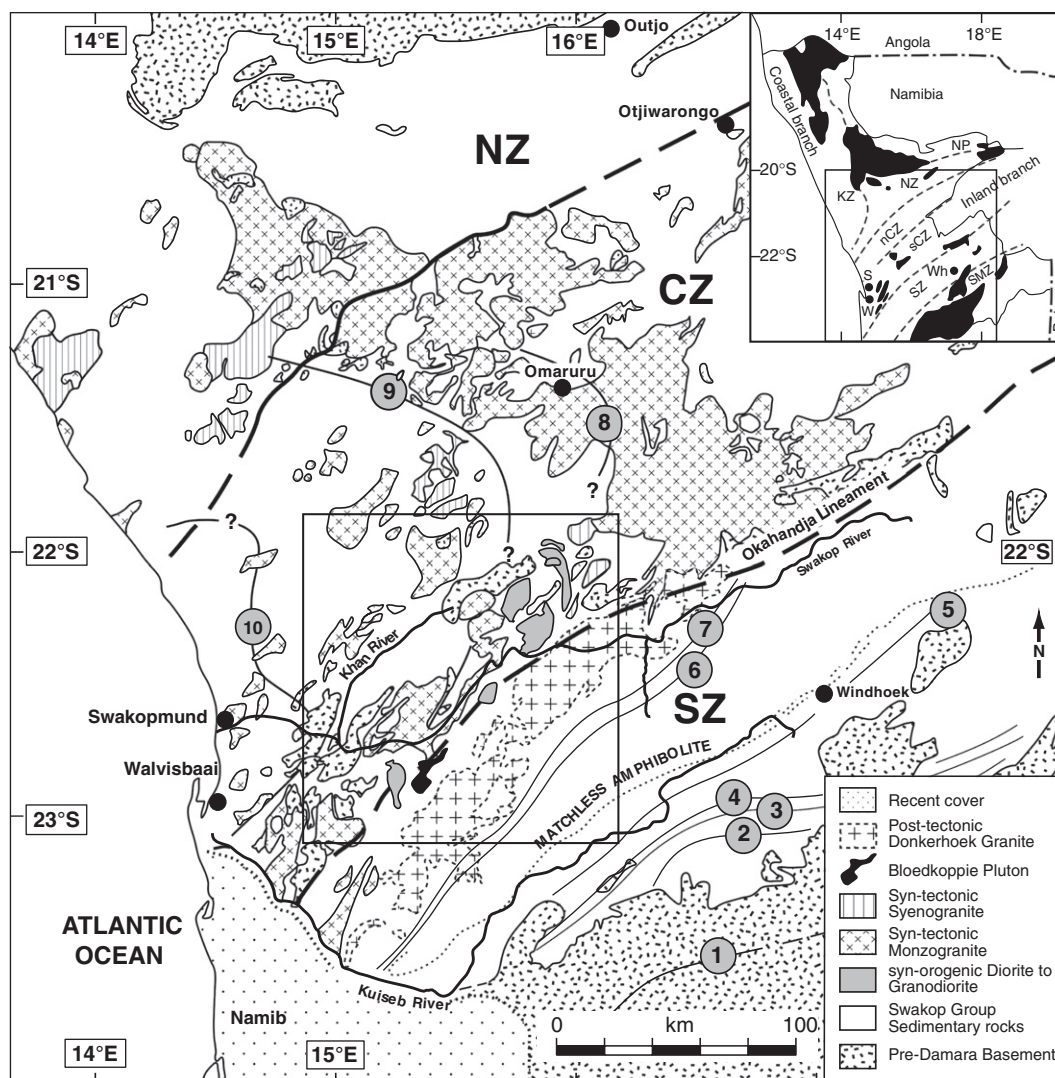 14°E
15°E
16°E
Outjo
Otjiwarongo
NZ
CZ
21°S
Omaruru
9
8
?
?
?
22°S
22°S
Okahandja Lineament
Swakop River
10
Khan River
7
6
5
N
SZ
Windhoek
Swakopmund
Walvisbaai
MATCHLESS AMPHIBOLITE
23°S
4
3
2
1
ATLANTIC
OCEAN
Kuiseb River
Namib
0
km
100
14°E
15°E
14°E
18°E
Angola
Namibia
Coastal branch
20°S
NP
NZ
KZ
Inland branch
nCZ
sCZ
22°S
S
W
Wh
SZ
SMZ
Recent cover
Post-tectonic
Donkerhoek Granite
Bloedkoppie Pluton
Syn-tectonic
Syenogranite
Syn-tectonic
Monzogranite
syn-orogenic Diorite to
Granodiorite
Swakop Group
Sedimentary rocks
Pre-Damara Basement